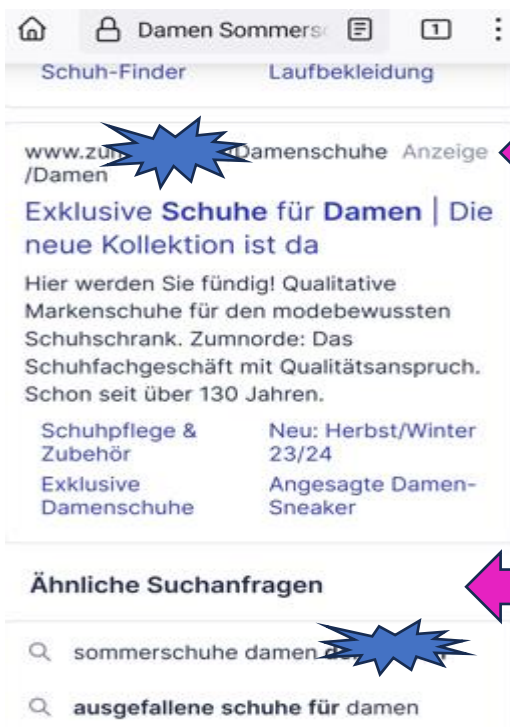 Damen Sommers
1
Schuh-Finder Laufbekleidung
www.zu Damenschuhe Anzeige
/Damen
Exklusive Schuhe für Damen | Die
neue Kollektion ist da
Hier werden Sie fündig! Qualitative
Markenschuhe für den modebewussten
Schuhschrank. Zumnorde: Das
Schuhfachgeschäft mit Qualitätsanspruch.
Schon seit über 130 Jahren.
Schuhpflege & Neu: Herbst/Winter
Zubehör 23/24
Exklusive Angesagte Damen-
Damenschuhe Sneaker
Ähnliche Suchanfragen
sommerschuhe damen
ausgefallene schuhe für damen